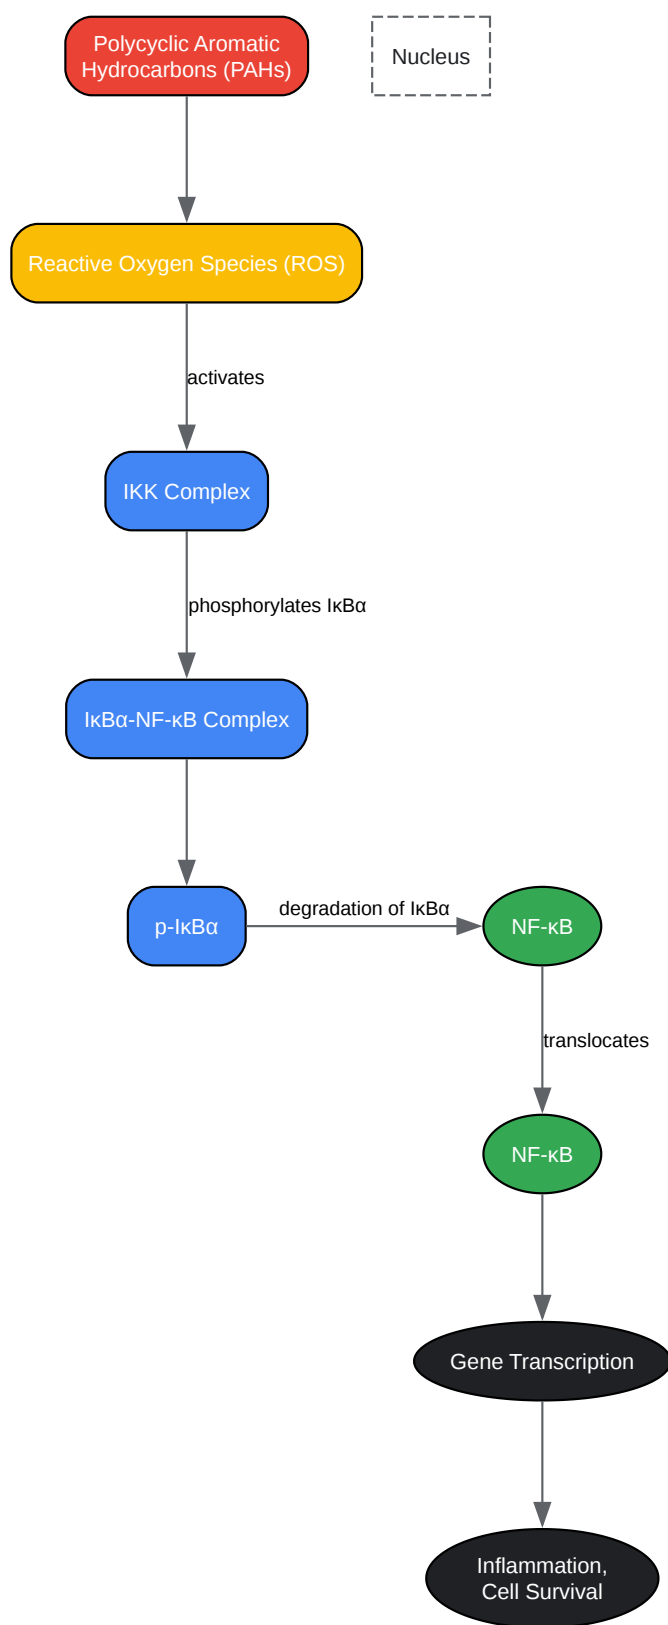 Polycyclic Aromatic
Hydrocarbons (PAHs)
Nucleus
Reactive Oxygen Species (ROS)
activates
IKK Complex
phosphorylates IκBα
IκBα-NF-κB Complex
p-IκBα
degradation of IκBα
NF-κB
translocates
NF-κB
Gene Transcription
Inflammation,
Cell Survival